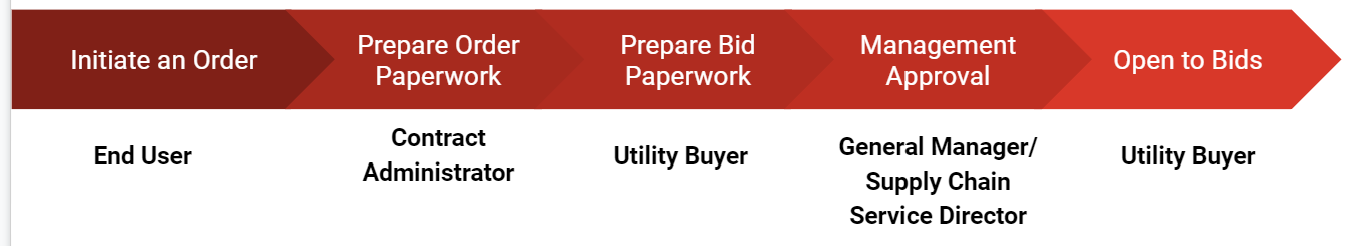 Initiate an Order
Prepare Order
Paperwork
Prepare Bid
Paperwork
Management
Approval
Open to Bids
End User
Contract
Administrator
Utility Buyer
General Manager/
Supply Chain
Service Director
Utility Buyer